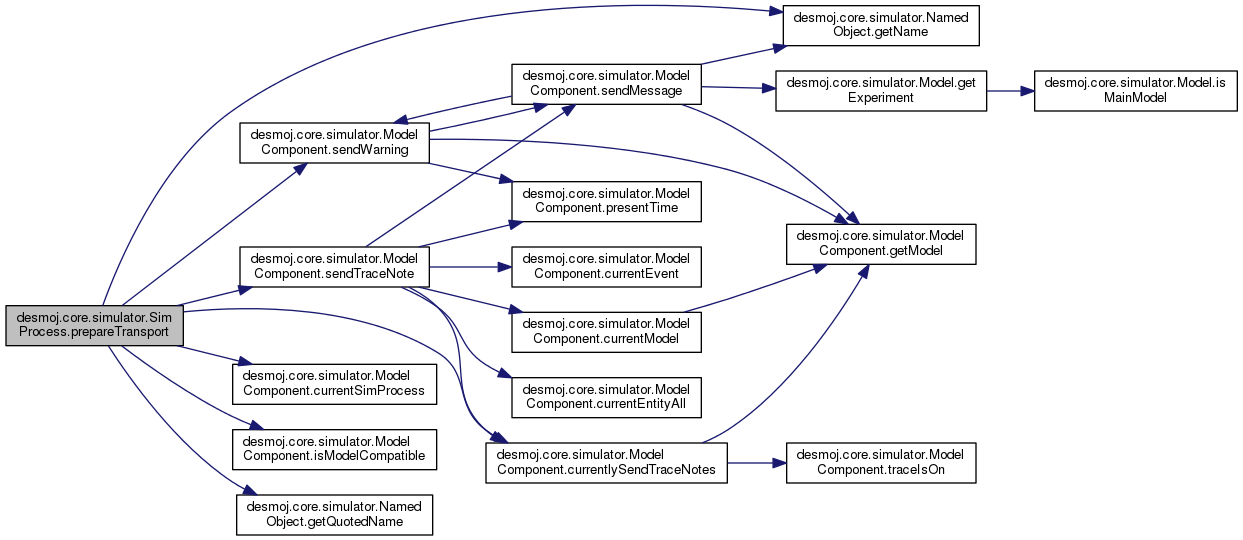 desmoj.core.simulator.Named
Object.getName
desmoj.core.simulator.Model
Component.sendMessage
desmoj.core.simulator.Model.get
Experiment
desmoj.core.simulator.Model.is
MainModel
desmoj.core.simulator.Model
Component.sendWarning
desmoj.core.simulator.Model
Component.presentTime
desmoj.core.simulator.Model
Component.getModel
desmoj.core.simulator.Model
Component.sendTraceNote
desmoj.core.simulator.Model
Component.currentEvent
desmoj.core.simulator.Sim
Process.prepareTransport
desmoj.core.simulator.Model
Component.currentModel
desmoj.core.simulator.Model
Component.currentSimProcess
desmoj.core.simulator.Model
Component.currentEntityAll
desmoj.core.simulator.Model
Component.isModelCompatible
desmoj.core.simulator.Model
Component.currentlySendTraceNotes
desmoj.core.simulator.Model
Component.traceIsOn
desmoj.core.simulator.Named
Object.getQuotedName